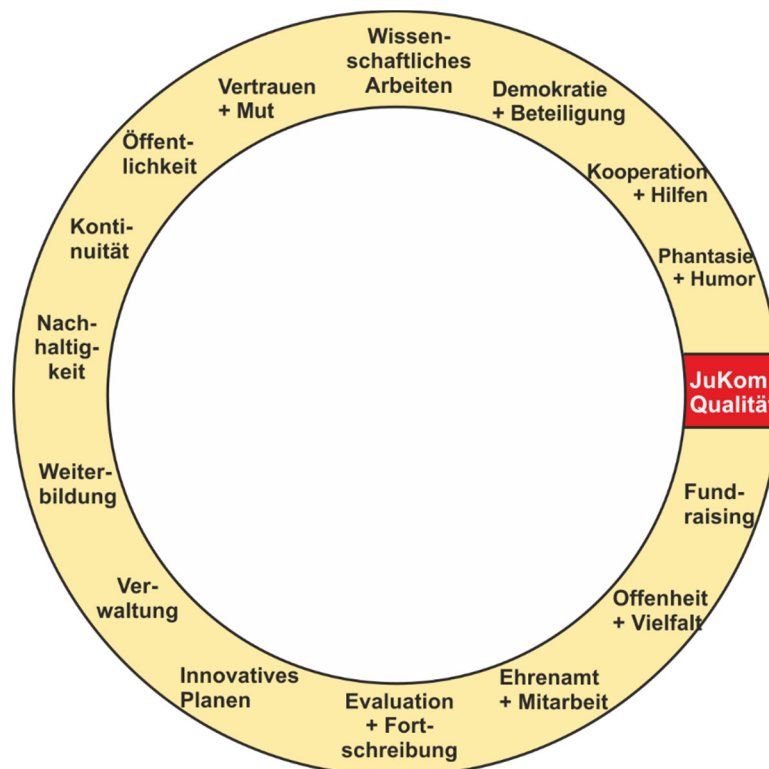 Wissen-
schaftliches
Arbeiten
Demokratie
+ Beteiligung
Kooperation
+ Hilfen
Phantasie
+ Humor
JuKom
Qualität
Fund-
raising
Offenheit
+ Vielfalt
Ehrenamt
+ Mitarbeit
Evaluation
+ Fort-
schreibung
Innovatives
Planen
Ver-
waltung
Weiter-
bildung
Nach-
haltig-
keit
Konti-
nuität
Öffent-
lichkeit
Vertrauen
+ Mut